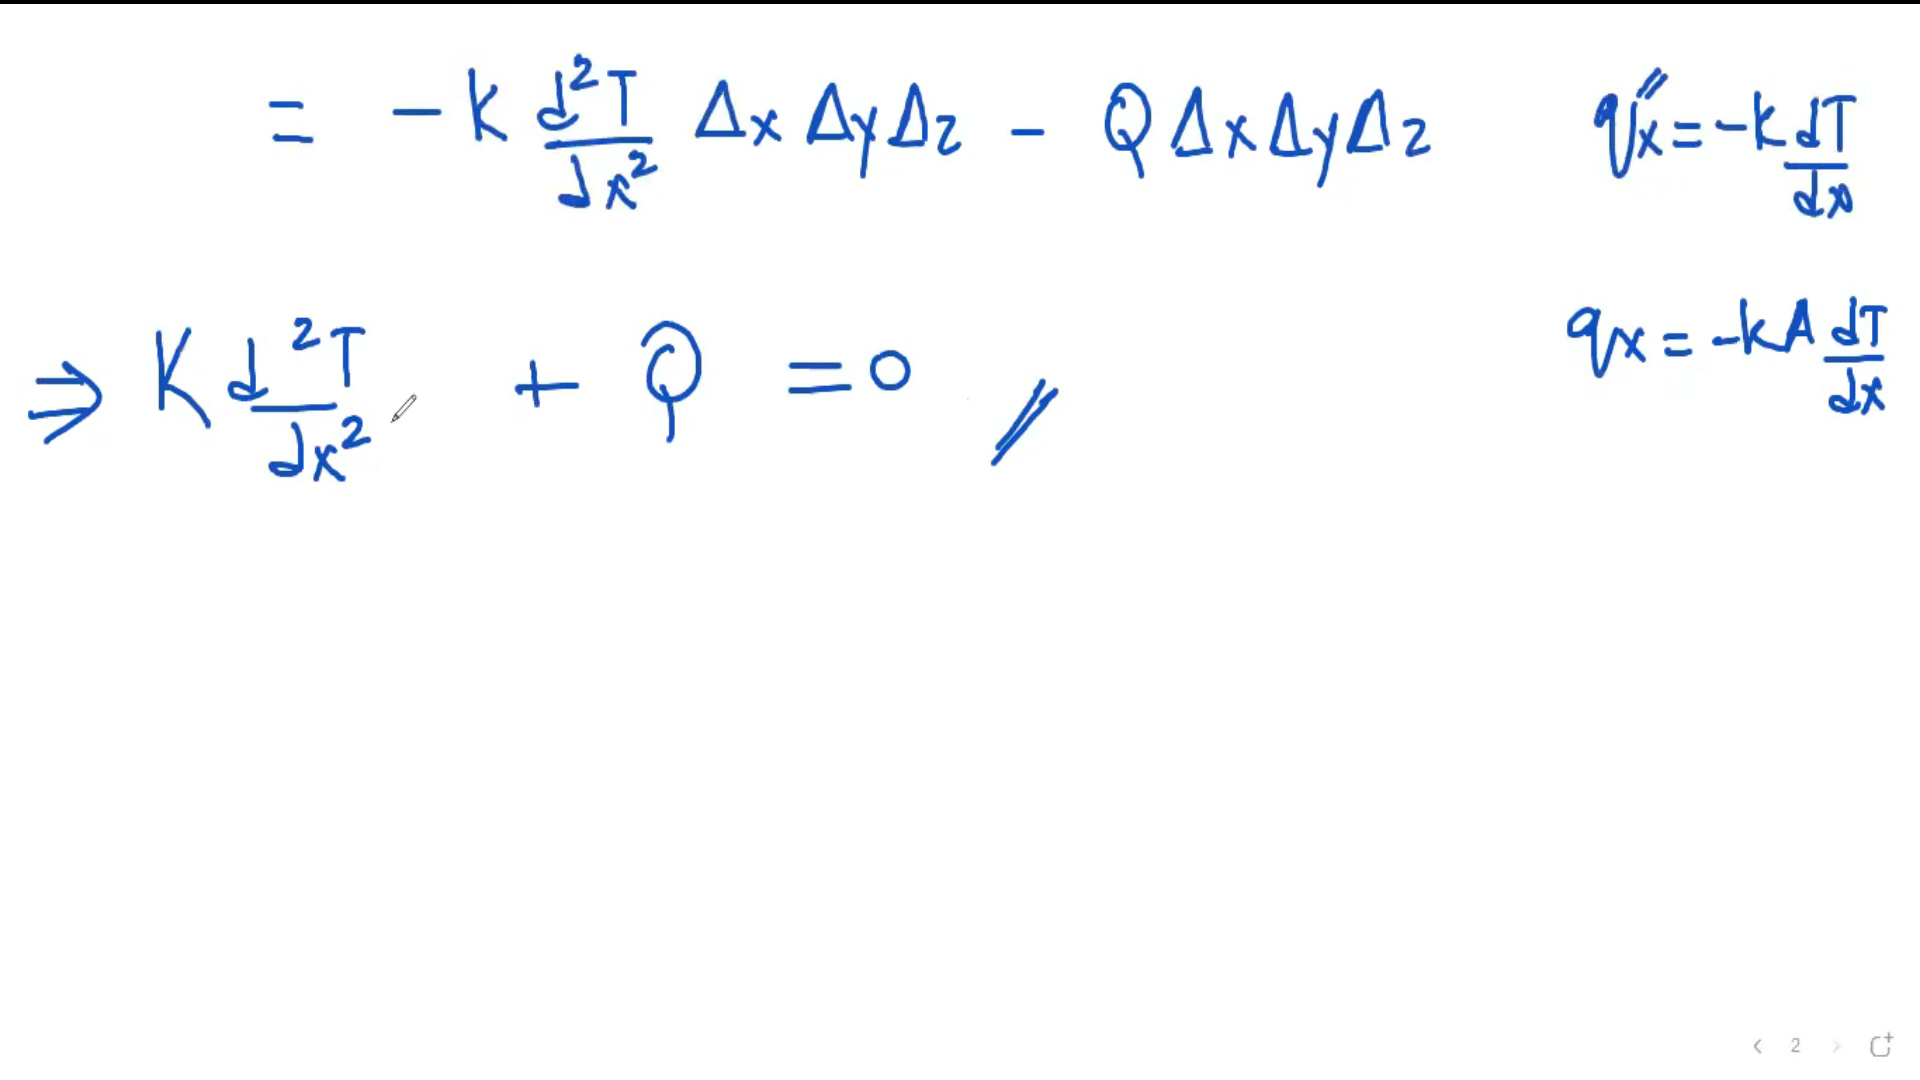 = -k d²T/dx² Δx Δy Δz - Q Δx Δy Δz
q″x = -k dT/dx
⇒ K d²T/dx² + Q = 0 //
qx = -kA dT/dx
< 2 >